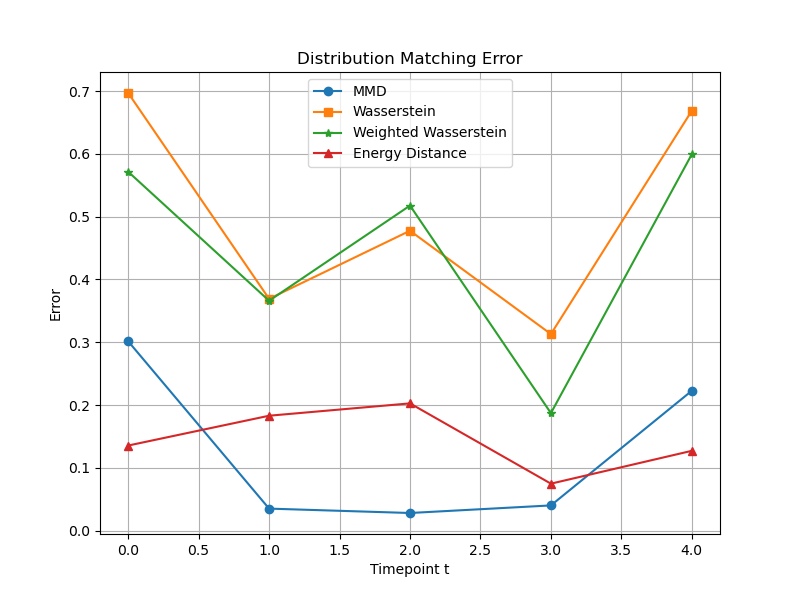 Distribution Matching Error
MMD
Wasserstein
Weighted Wasserstein
Energy Distance
0.7
0.6
0.5
0.4
0.3
0.2
0.1
0.0
Error
0.0 0.5 1.0 1.5 2.0 2.5 3.0 3.5 4.0
Timepoint t